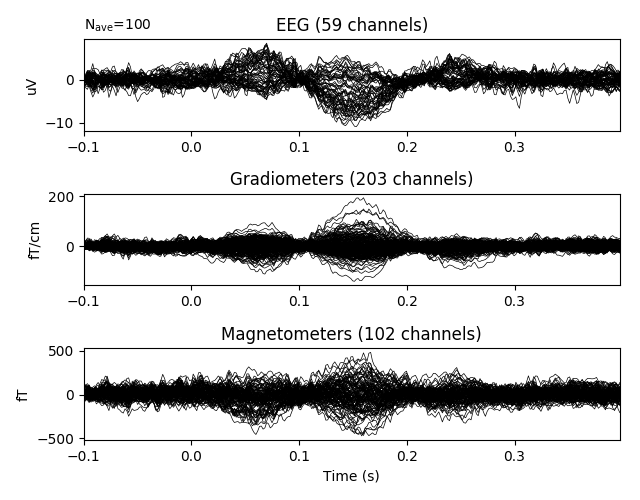 N_ave=100
EEG (59 channels)
uV
0
−10
−0.1 0.0 0.1 0.2 0.3
Gradiometers (203 channels)
fT/cm
200
0
−0.1 0.0 0.1 0.2 0.3
Magnetometers (102 channels)
fT
500
0
−500
−0.1 0.0 0.1 0.2 0.3
Time (s)